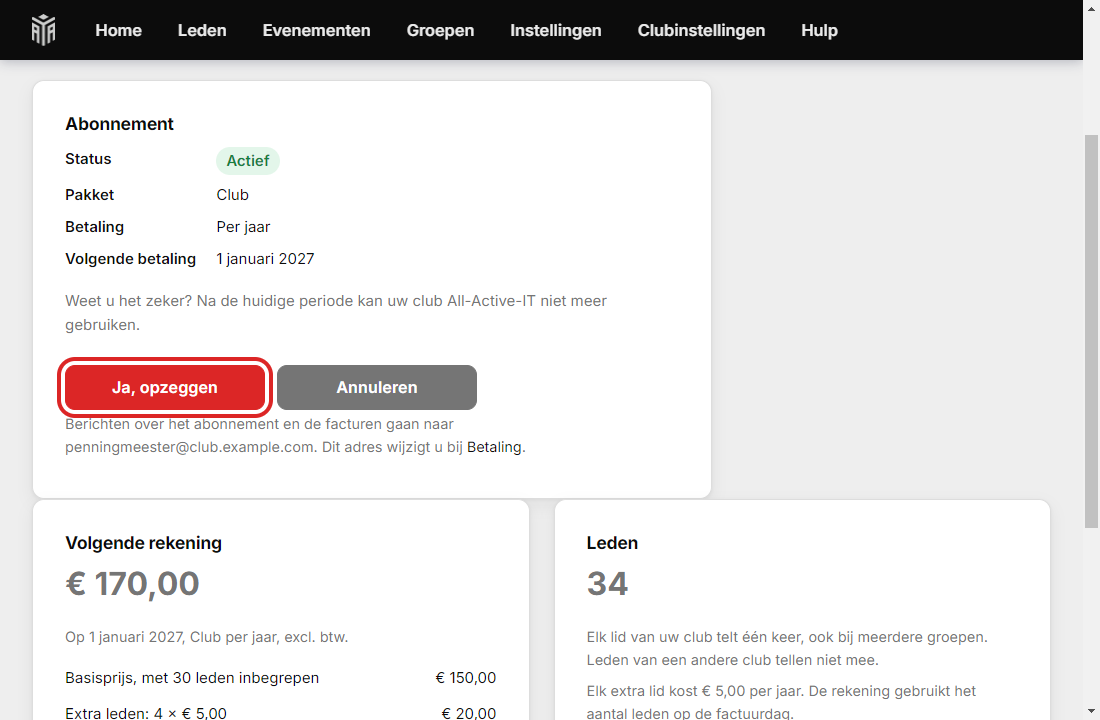 Home Leden Evenementen Groepen Instellingen Clubinstellingen Hulp
Abonnement
Status Actief
Pakket Club
Betaling Per jaar
Volgende betaling 1 januari 2027
Weet u het zeker? Na de huidige periode kan uw club All-Active-IT niet meer
gebruiken.
Ja, opzeggen Annuleren
Berichten over het abonnement en de facturen gaan naar
penningmeester@club.example.com. Dit adres wijzigt u bij Betaling.
Volgende rekening
€ 170,00
Op 1 januari 2027, Club per jaar, excl. btw.
Basisprijs, met 30 leden inbegrepen € 150,00
Extra leden: 4 × € 5,00 € 20,00
Leden
34
Elk lid van uw club telt één keer, ook bij meerdere groepen.
Leden van een andere club tellen niet mee.
Elk extra lid kost € 5,00 per jaar. De rekening gebruikt het
aantal leden op de factuurdag.